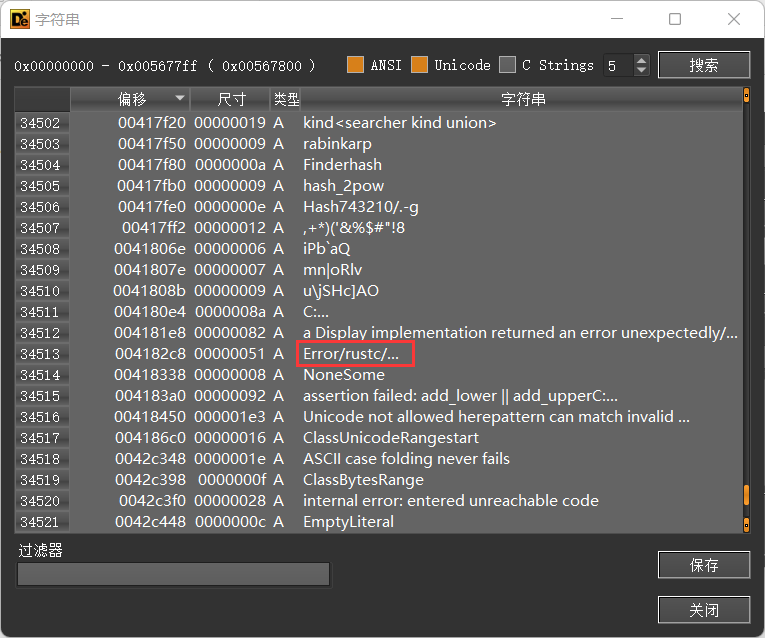 De 字符串
0x00000000 - 0x005677ff ( 0x00567800 ) ANSI Unicode C Strings 5 搜索
偏移 尺寸 类型 字符串
34502 00417f20 00000019 A kind<searcher kind union>
34503 00417f50 00000009 A rabinkarp
34504 00417f80 0000000a A Finderhash
34505 00417fb0 00000009 A hash_2pow
34506 00417fe0 0000000e A Hash743210/.-g
34507 00417ff2 00000012 A ,+*)('&%$#"!8
34508 0041806e 00000006 A iPb`aQ
34509 0041807e 00000007 A mn|oRlv
34510 0041808b 00000009 A u\jSHc]AO
34511 004180e4 0000008a A C:...
34512 004181e8 00000082 A a Display implementation returned an error unexpectedly/...
34513 004182c8 00000051 A Error/rustc/...
34514 00418338 00000008 A NoneSome
34515 004183a0 00000092 A assertion failed: add_lower || add_upperC:...
34516 00418450 000001e3 A Unicode not allowed herepattern can match invalid ...
34517 004186c0 00000016 A ClassUnicodeRangestart
34518 0042c348 0000001e A ASCII case folding never fails
34519 0042c398 0000000f A ClassBytesRange
34520 0042c3f0 00000028 A internal error: entered unreachable code
34521 0042c448 0000000c A EmptyLiteral
过滤器
保存
关闭